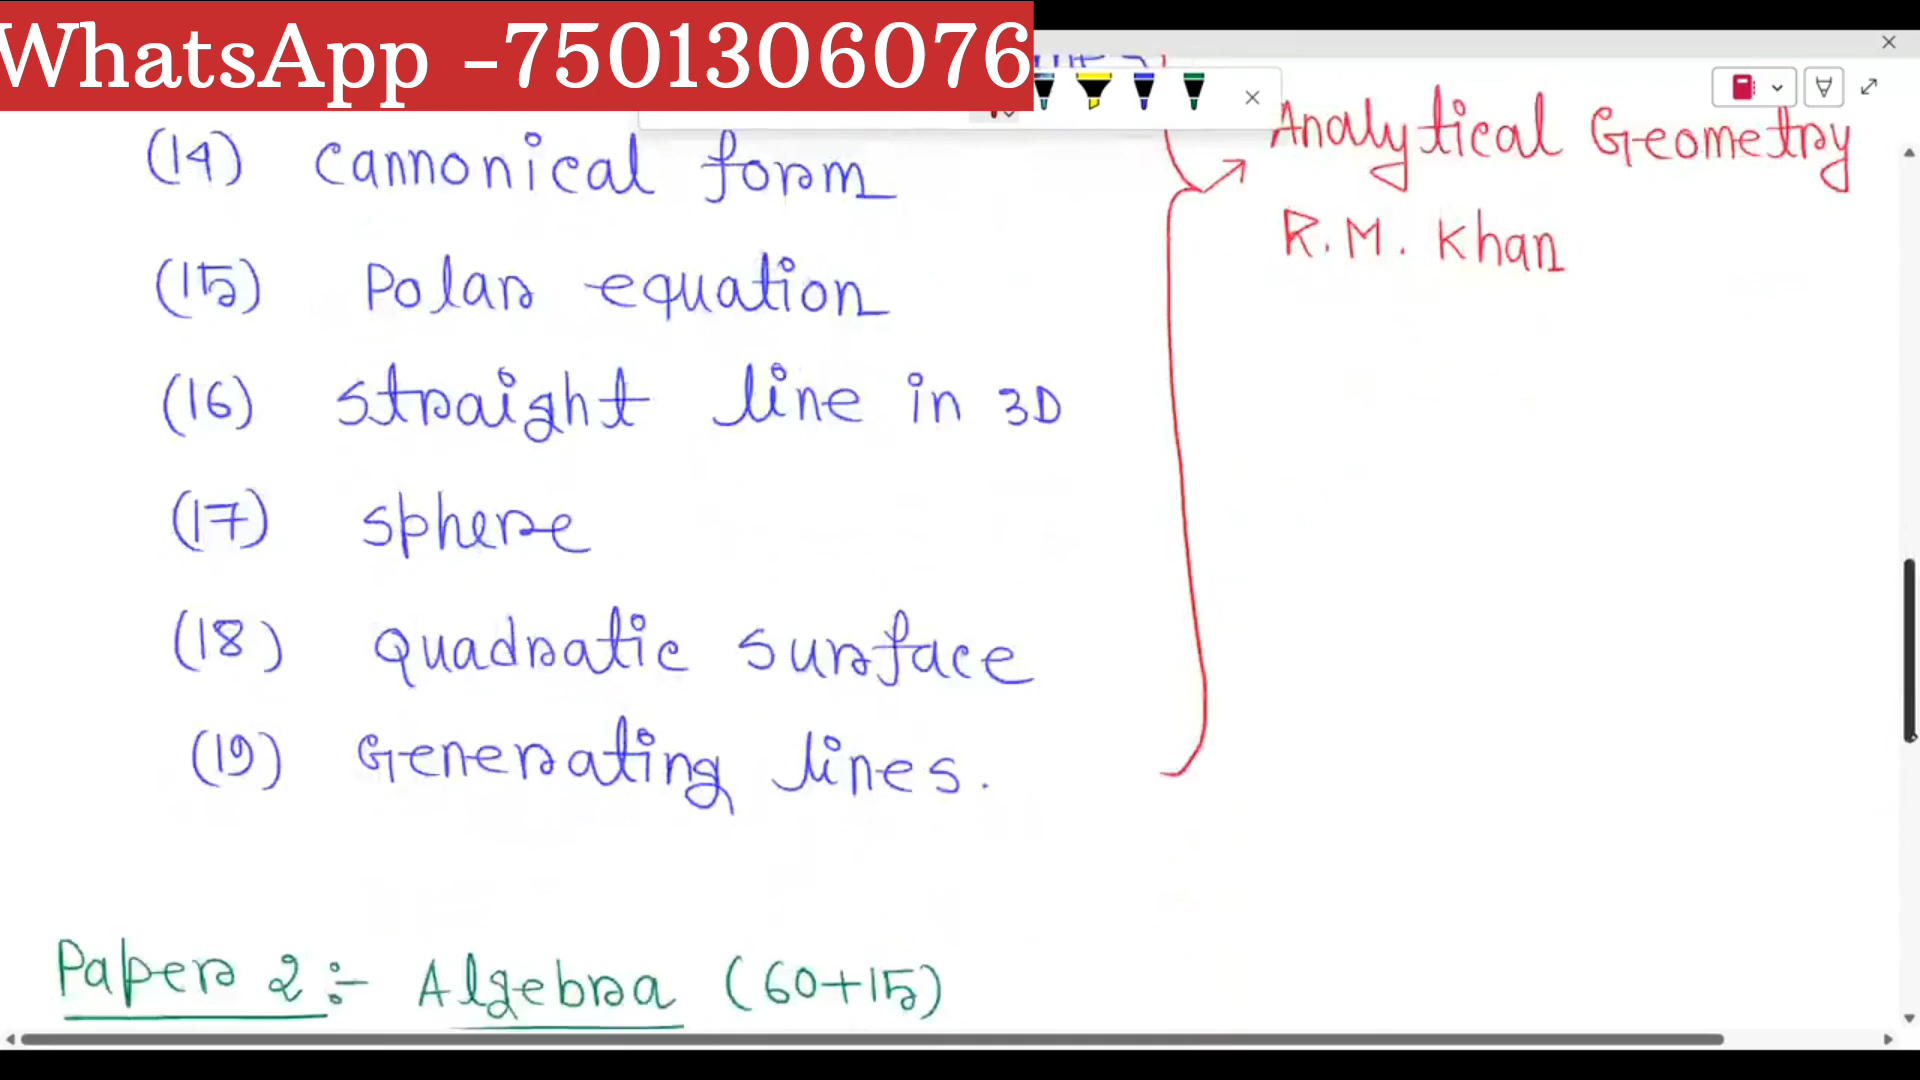 WhatsApp -7501306076
Analytical Geometry
R.M. Khan
(14) Cannonical form
(15) Polar equation
(16) straight line in 3D
(17) sphere
(18) Quadratic surface
(19) Generating lines.
Paper 2 :- Algebra (60+15)